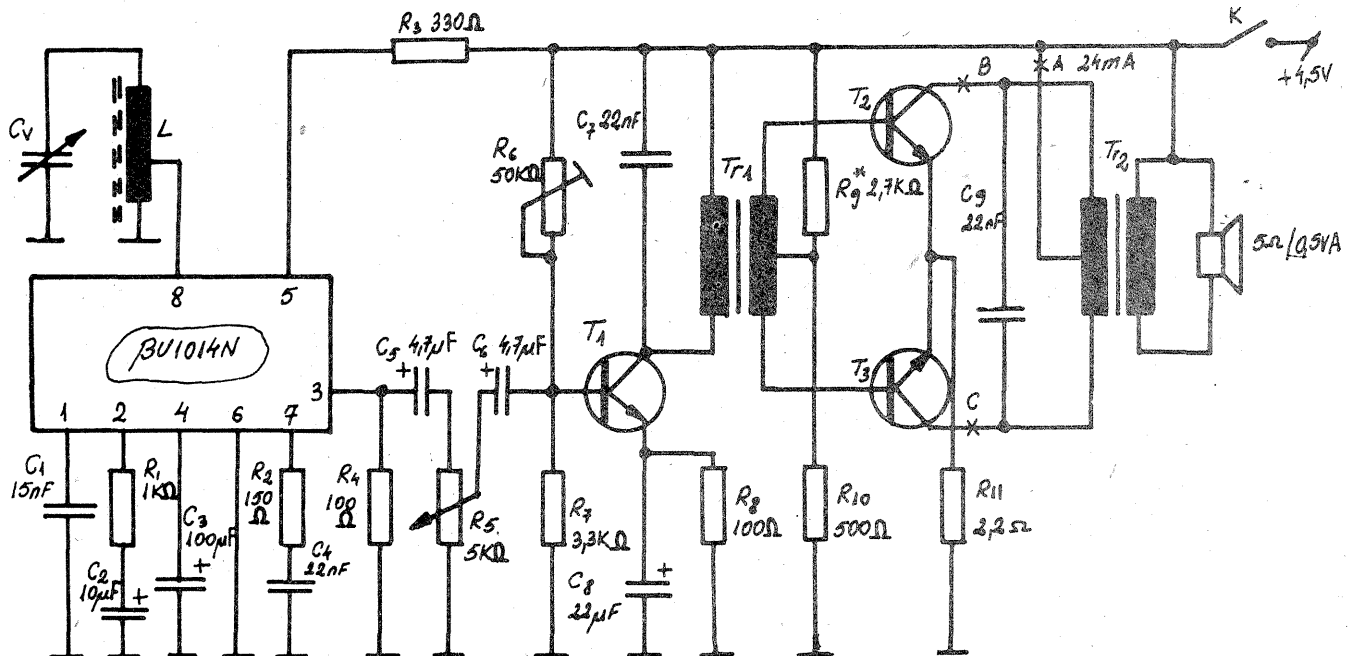 R3 330Ω
K
A 24mA
+4,5V
B
T2
Cv
L
C7 22nF
R6
50KΩ
Tr1
R9* 2,7KΩ
C9
22nF
Tr2
5Ω/0,5VA
8 5
βU1014N
C5 4,7μF
+
C6 4,7μF
+
T1
T3
C
3
1 2 4 6 7
C1
15nF
R1
1KΩ
C3
100μF
+
R2
150
Ω
R4
100
Ω
R5
5KΩ
R7
3,3KΩ
R8
100Ω
R10
500Ω
R11
2,2Ω
C2
10μF
+
C4
22nF
C8
22μF
+